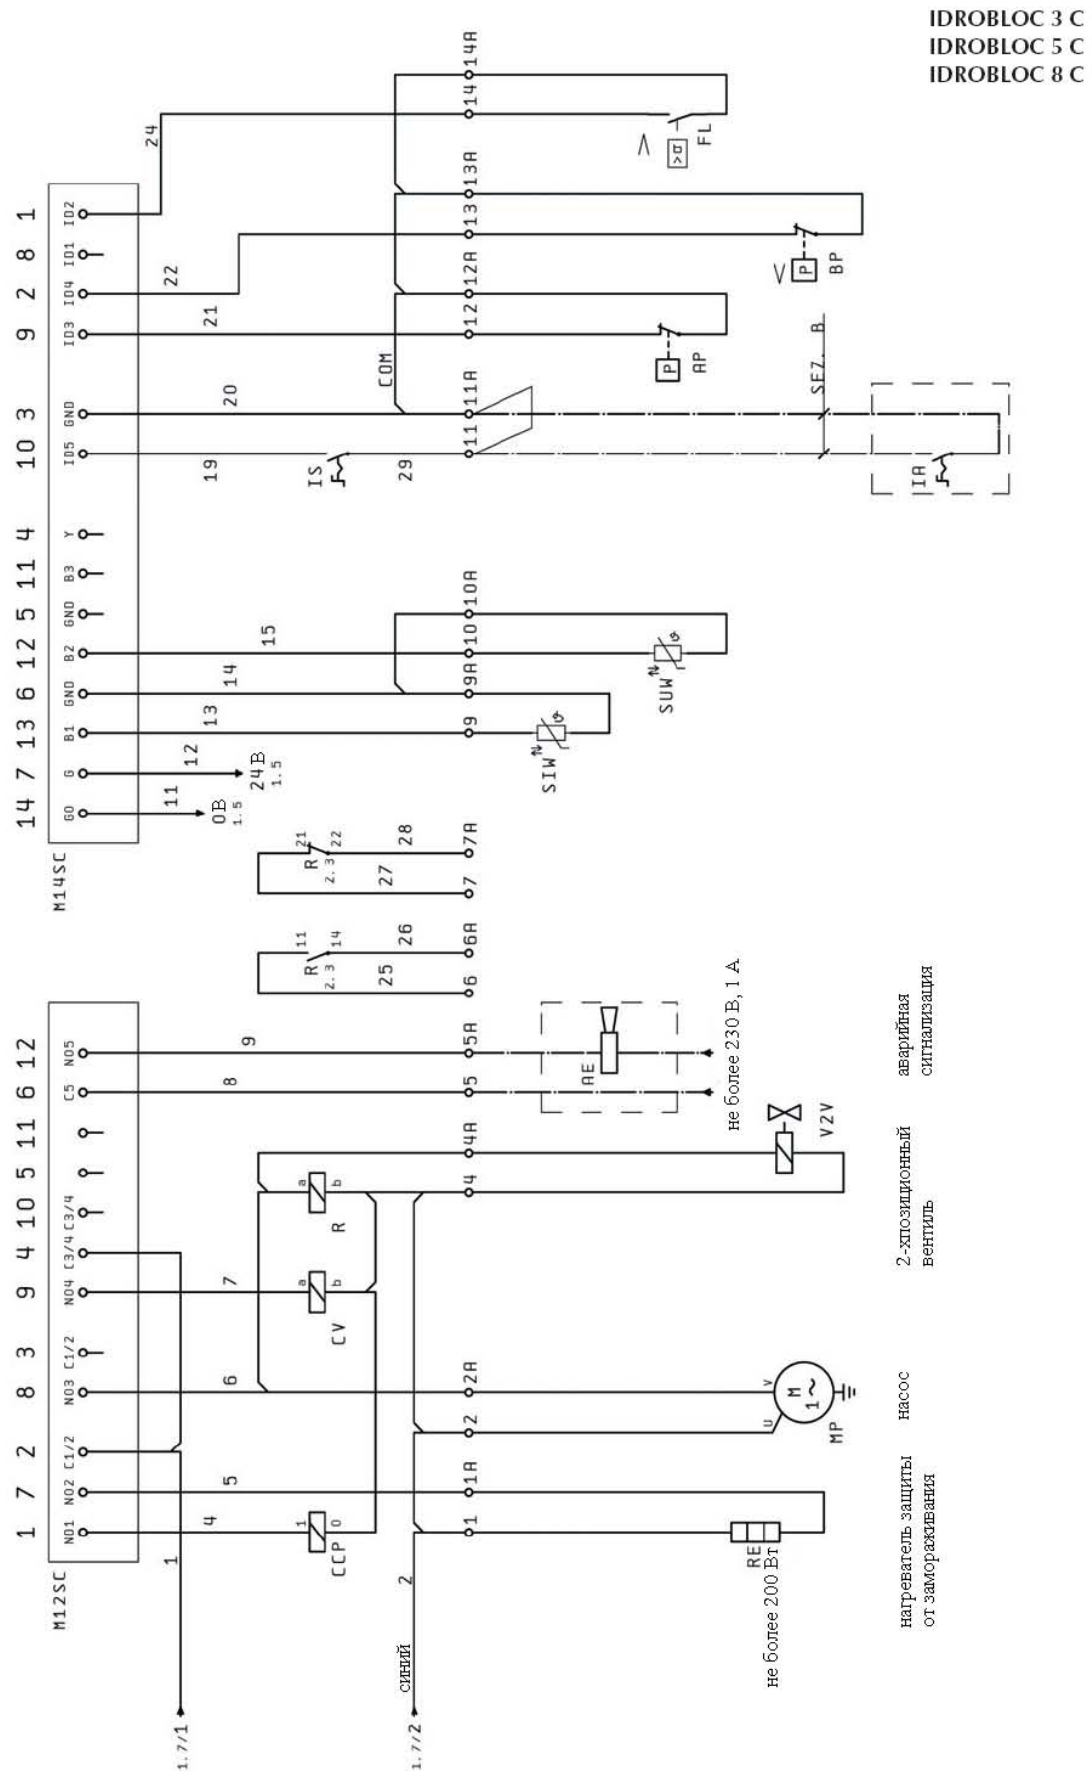 IDROBLOC 3 C
IDROBLOC 5 C
IDROBLOC 8 C
M12SC
1 7 2 8 3 9 4 10 5 11 6 12
NO1 NO2 C1/2 NO3 C1/2 NO4 C3/4 C3/4 C5 NO5
M14SC
14 7 13 6 12 5 11 4 10 3 9 2 8 1
G0 G B1 GND B2 GND B3 Y ID5 GND ID3 ID4 ID1 ID2
1 4 5 6 7 8 9
11 12 13 14 15 19 20 21 22 24
0В
1.5
24В
1.5
1.7/1
1.7/2
синий
2
CCP
1 0
CV
a b
R
a b
R
2.3
11 14
25 26
R
2.3
21 22
27 28
IS
29
COM
1 1A 2 2A 4 4A 5 5A 6 6A 7 7A 9 9A 10 10A 11 11A 12 12A 13 13A 14 14A
SIW
ϑ
SUW
ϑ
AE
не более 230 В, 1 А
RE
не более 200 Вт
U V
M
1~
MP
V2V
P
AP
<
P
BP
>
FL
SEZ. B
IA
нагреватель защиты
от замораживания
насос
2-хпозиционный
вентиль
аварийная
сигнализация